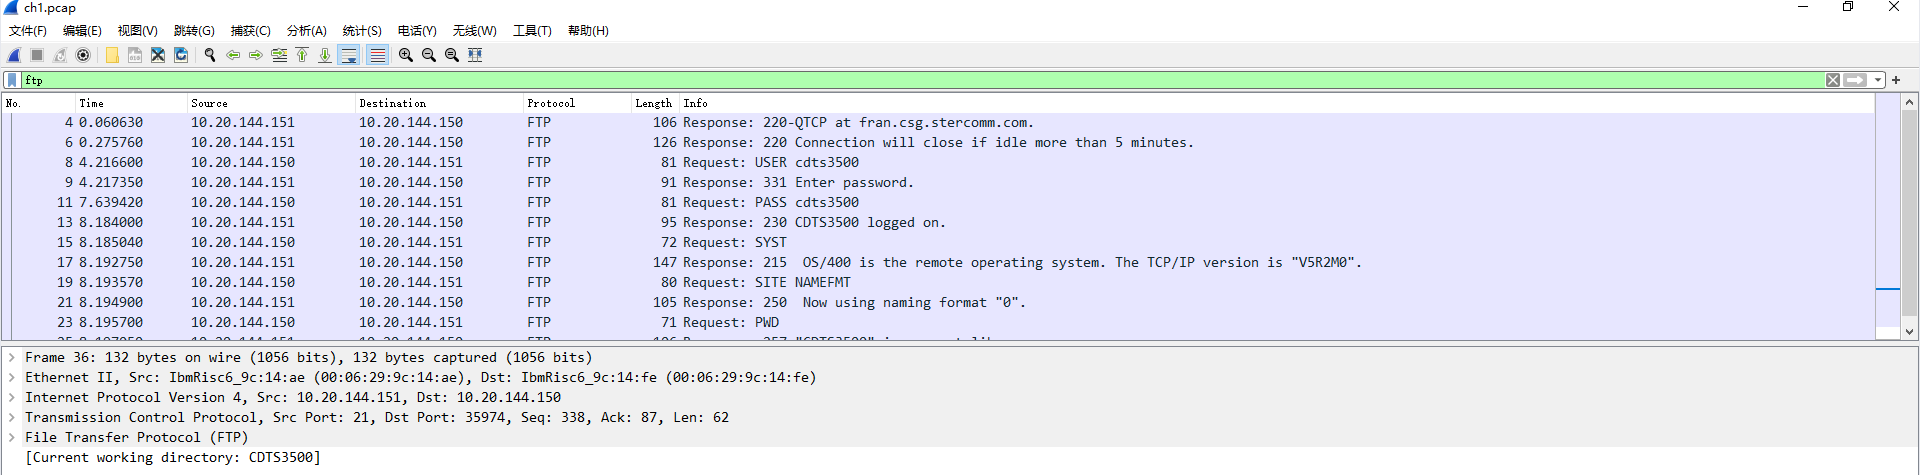 ch1.pcap
文件(F) 编辑(E) 视图(V) 跳转(G) 捕获(C) 分析(A) 统计(S) 电话(Y) 无线(W) 工具(T) 帮助(H)
ftp
No. Time Source Destination Protocol Length Info
4 0.060630 10.20.144.151 10.20.144.150 FTP 106 Response: 220-QTCP at fran.csg.stercomm.com.
6 0.275760 10.20.144.151 10.20.144.150 FTP 126 Response: 220 Connection will close if idle more than 5 minutes.
8 4.216600 10.20.144.150 10.20.144.151 FTP 81 Request: USER cdts3500
9 4.217350 10.20.144.151 10.20.144.150 FTP 91 Response: 331 Enter password.
11 7.639420 10.20.144.150 10.20.144.151 FTP 81 Request: PASS cdts3500
13 8.184000 10.20.144.151 10.20.144.150 FTP 95 Response: 230 CDTS3500 logged on.
15 8.185040 10.20.144.150 10.20.144.151 FTP 72 Request: SYST
17 8.192750 10.20.144.151 10.20.144.150 FTP 147 Response: 215  OS/400 is the remote operating system. The TCP/IP version is "V5R2M0".
19 8.193570 10.20.144.150 10.20.144.151 FTP 80 Request: SITE NAMEFMT
21 8.194900 10.20.144.151 10.20.144.150 FTP 105 Response: 250  Now using naming format "0".
23 8.195700 10.20.144.150 10.20.144.151 FTP 71 Request: PWD
Frame 36: 132 bytes on wire (1056 bits), 132 bytes captured (1056 bits)
Ethernet II, Src: IbmRisc6_9c:14:ae (00:06:29:9c:14:ae), Dst: IbmRisc6_9c:14:fe (00:06:29:9c:14:fe)
Internet Protocol Version 4, Src: 10.20.144.151, Dst: 10.20.144.150
Transmission Control Protocol, Src Port: 21, Dst Port: 35974, Seq: 338, Ack: 87, Len: 62
File Transfer Protocol (FTP)
[Current working directory: CDTS3500]